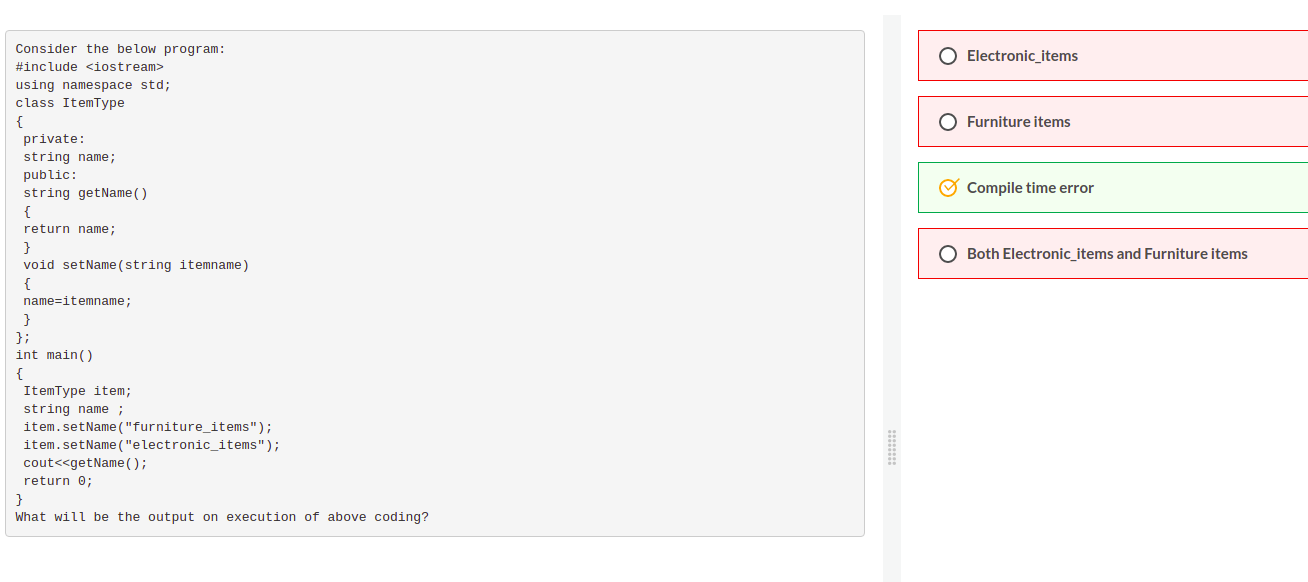 Consider the below program:
#include <iostream>
using namespace std;
class ItemType
{
 private:
 string name;
 public:
 string getName()
 {
 return name;
 }
 void setName(string itemname)
 {
 name=itemname;
 }
};
int main()
{
 ItemType item;
 string name ;
 item.setName("furniture_items");
 item.setName("electronic_items");
 cout<<getName();
 return 0;
}
What will be the output on execution of above coding?
Electronic_items
Furniture items
Compile time error
Both Electronic_items and Furniture items